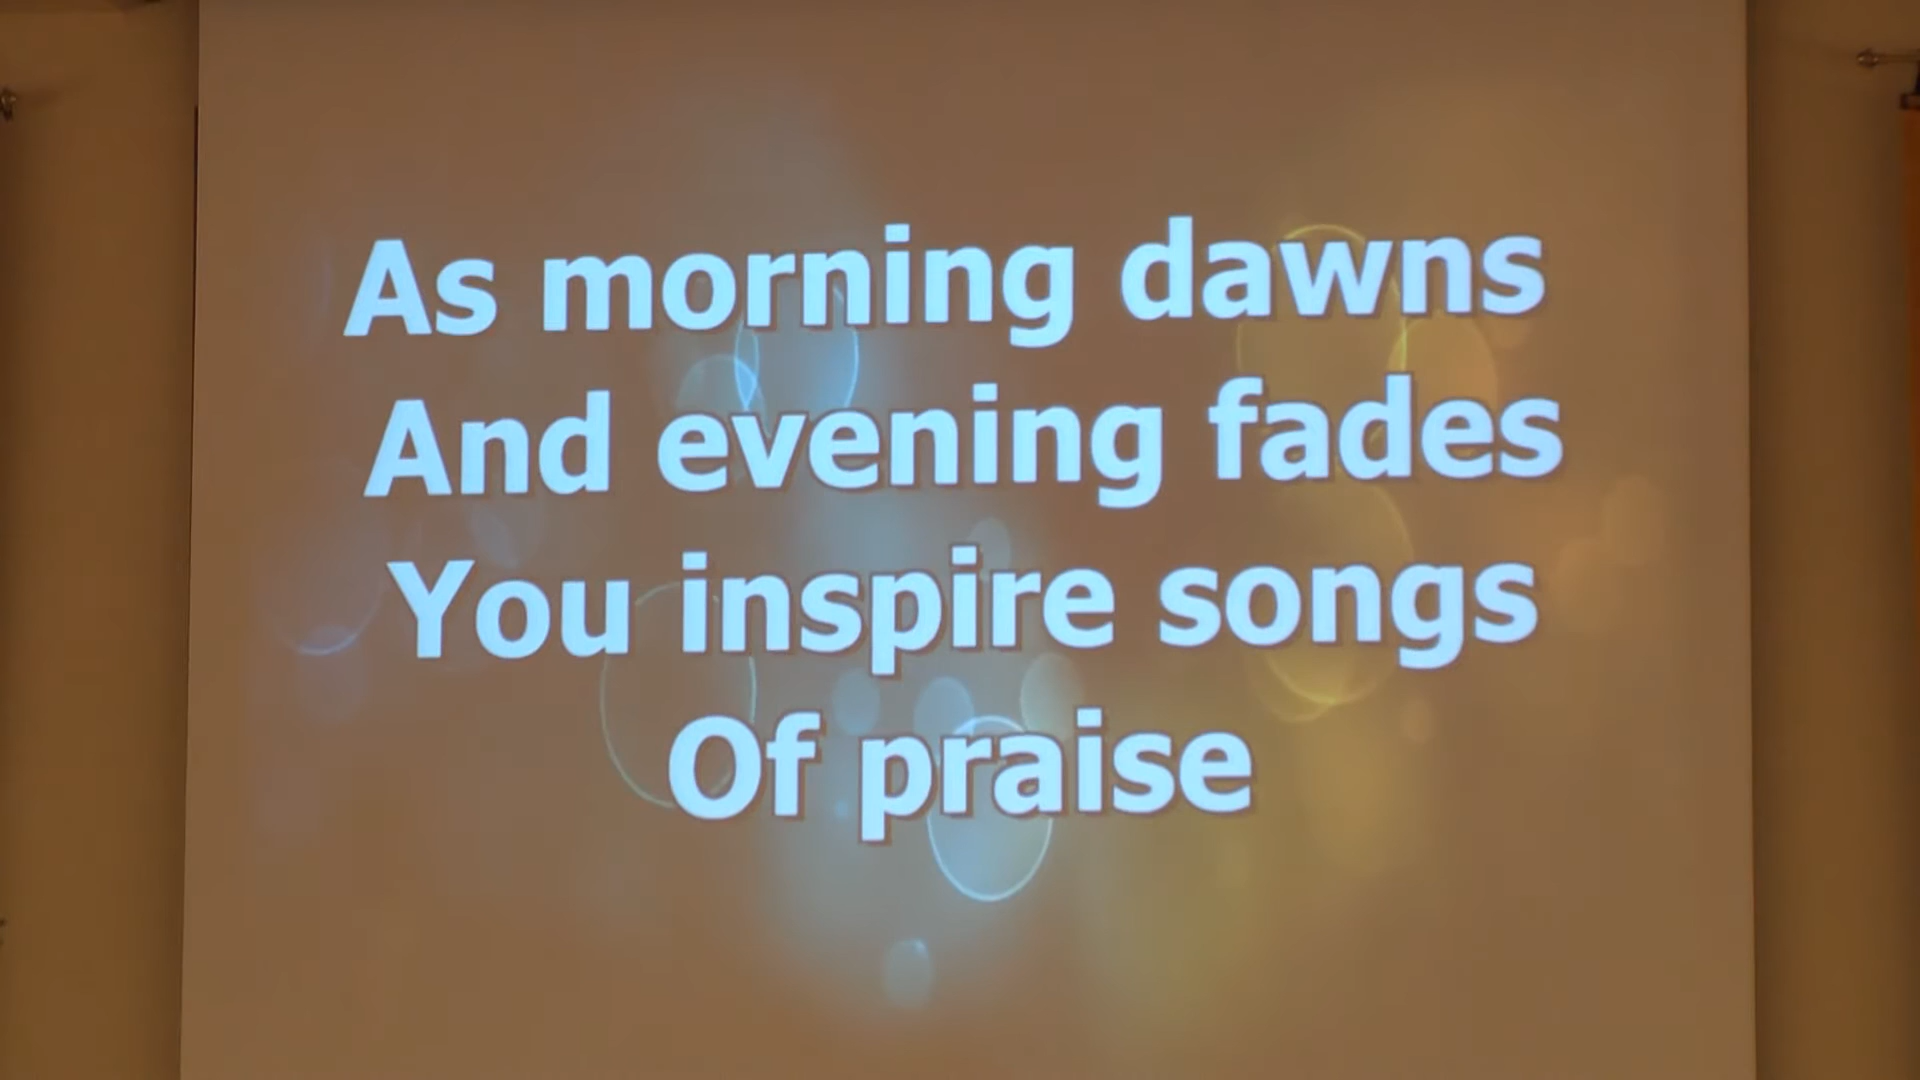 As morning dawns
And evening fades
You inspire songs
Of praise